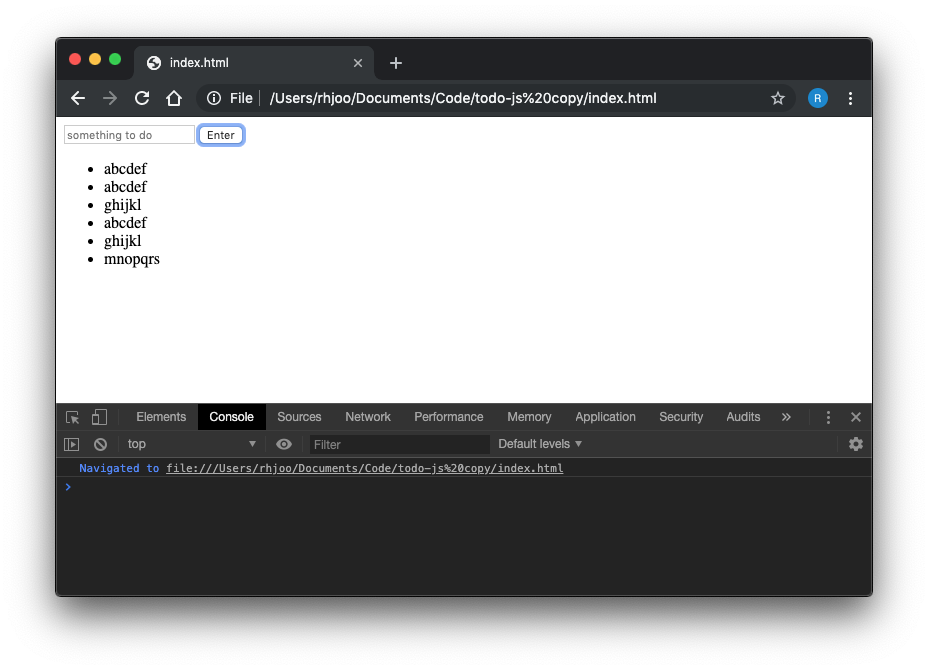 index.html
File /Users/rhjoo/Documents/Code/todo-js%20copy/index.html R
something to do Enter
abcdef
abcdef
ghijkl
abcdef
ghijkl
mnopqrs
Elements Console Sources Network Performance Memory Application Security Audits »
top Filter Default levels
Navigated to file:///Users/rhjoo/Documents/Code/todo-js%20copy/index.html